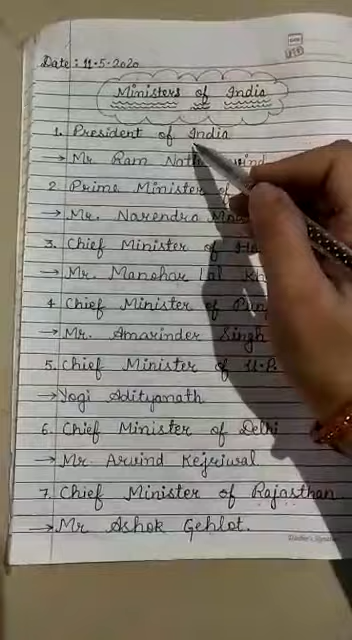 Date: 11.5.2020
Ministers of India
1. President of India
→ Mr. Ram Nath
2. Prime Minister of
→ Mr. Narendra
3. Chief Minister of
→ Mr. Manohar Lal
4. Chief Minister of
→ Mr. Amarinder Singh
5. Chief Minister of U.P.
→ Yogi Adityanath
6. Chief Minister of Delhi
→ Mr. Arvind Kejriwal.
7. Chief Minister of Rajasthan
→ Mr Ashok Gehlot.